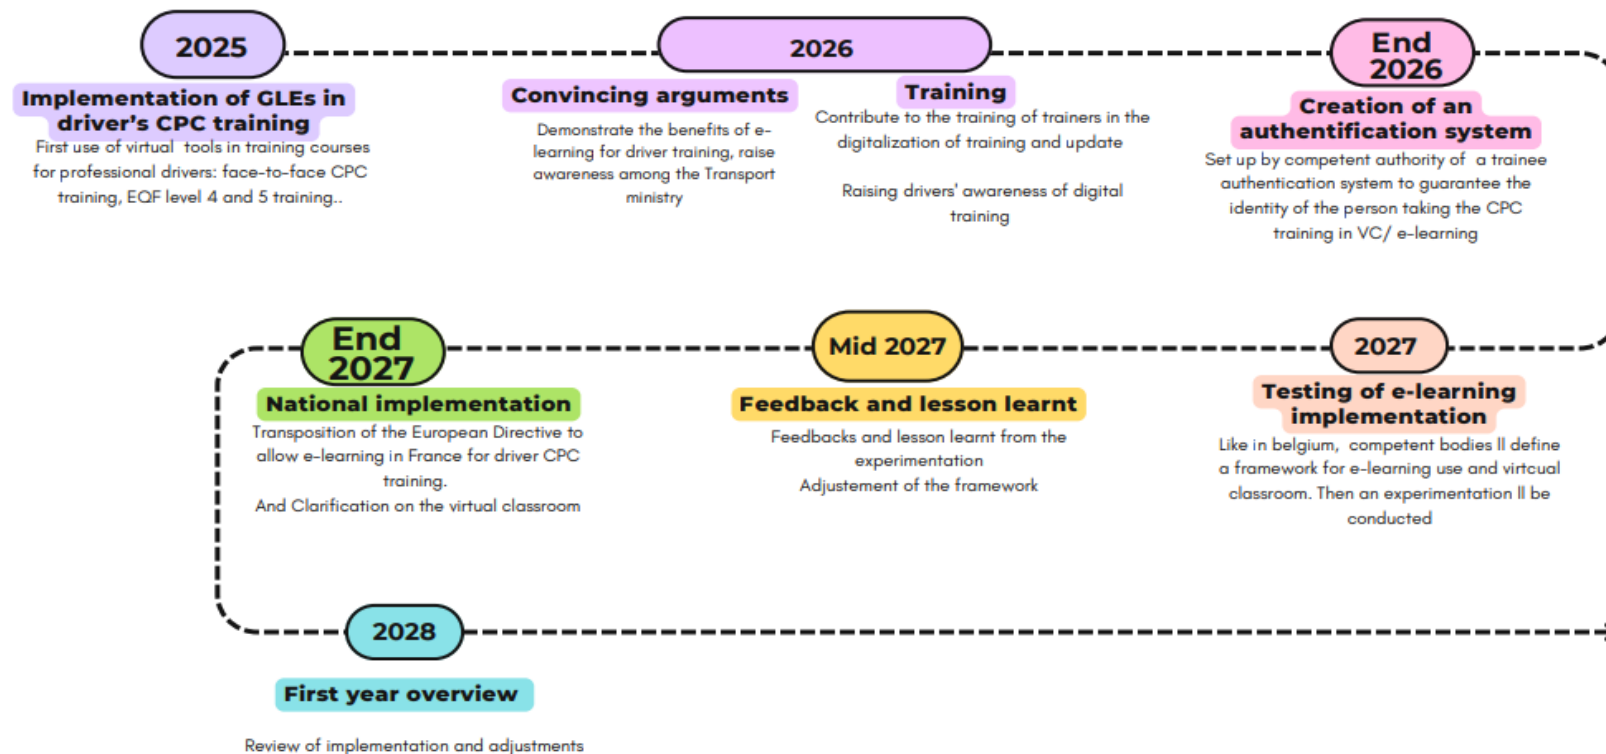 2025
Implementation of GLEs in
driver's CPC training
First use of virtual tools in training courses
for professional drivers: face-to-face CPC
training, EQF level 4 and 5 training..
2026
Convincing arguments
Demonstrate the benefits of e-
learning for driver training, raise
awareness among the Transport
ministry
Training
Contribute to the training of trainers in the
digitalization of training and update
Raising drivers' awareness of digital
training
End
2026
Creation of an
authentification system
Set up by competent authority of a trainee
authentication system to guarantee the
identity of the person taking the CPC
training in VC/ e-learning
2027
Testing of e-learning
implementation
Like in belgium, competent bodies ll define
a framework for e-learning use and virtcual
classroom. Then an experimentation ll be
conducted
Mid 2027
Feedback and lesson learnt
Feedbacks and lesson learnt from the
experimentation
Adjustement of the framework
End
2027
National implementation
Transposition of the European Directive to
allow e-learning in France for driver CPC
training.
And Clarification on the virtual classroom
2028
First year overview
Review of implementation and adjustments